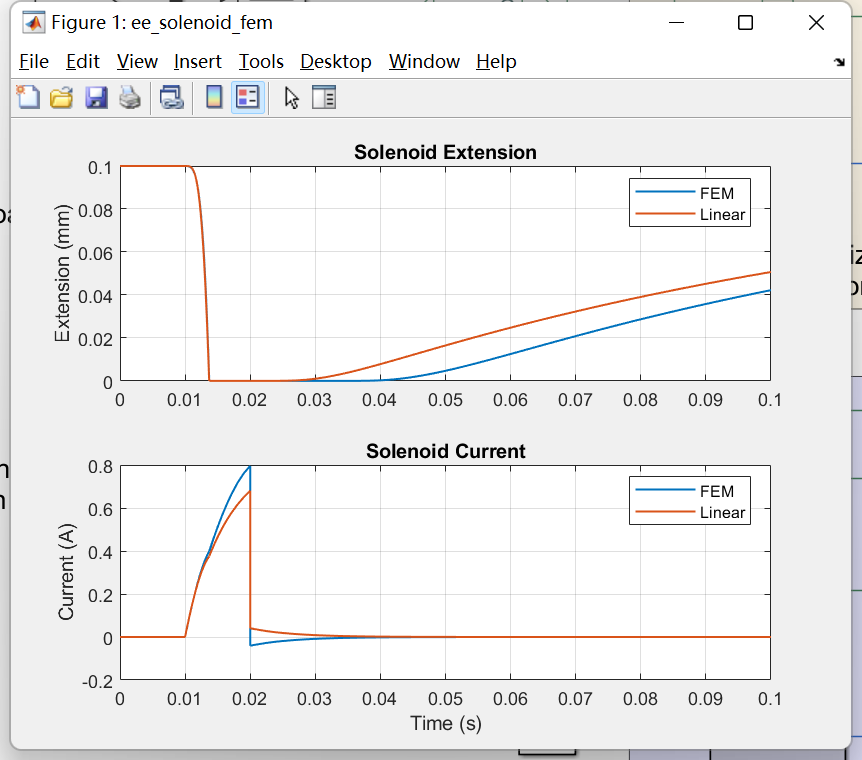 Figure 1: ee_solenoid_fem
File Edit View Insert Tools Desktop Window Help
Solenoid Extension
Extension (mm)
0.1
0.08
0.06
0.04
0.02
0
FEM
Linear
0 0.01 0.02 0.03 0.04 0.05 0.06 0.07 0.08 0.09 0.1
Solenoid Current
Current (A)
0.8
0.6
0.4
0.2
0
-0.2
FEM
Linear
0 0.01 0.02 0.03 0.04 0.05 0.06 0.07 0.08 0.09 0.1
Time (s)